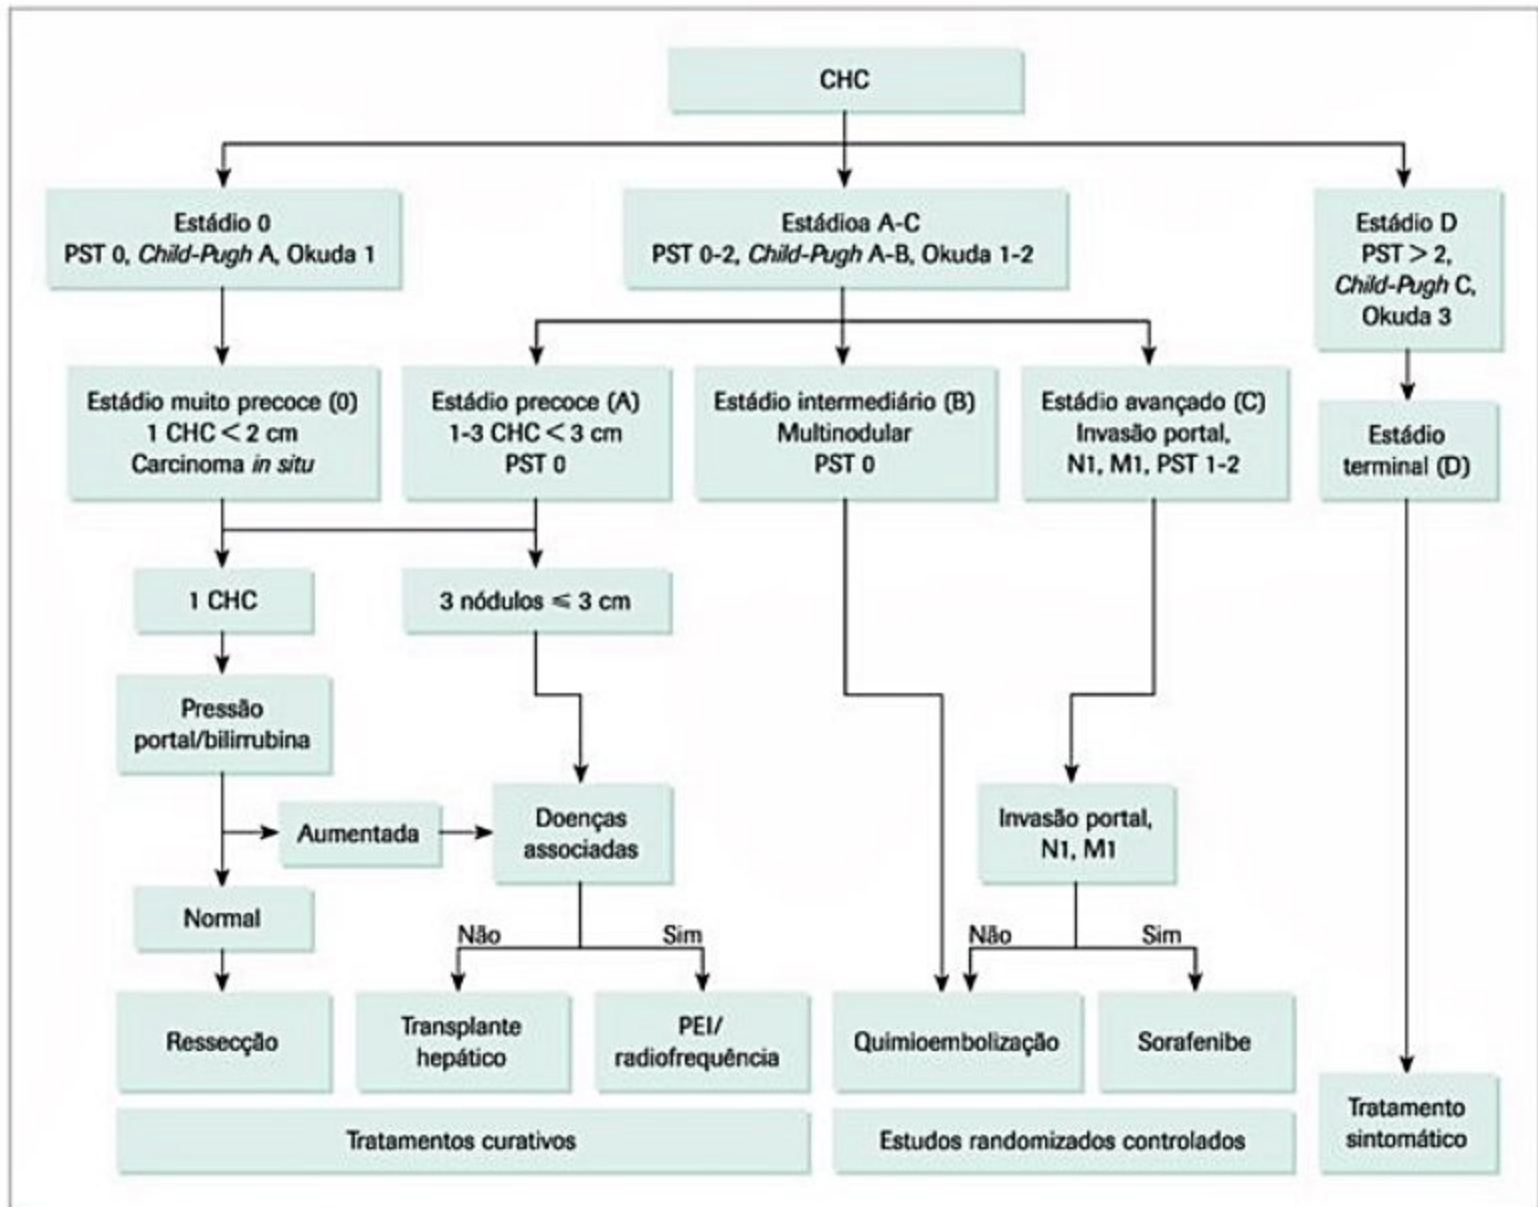 CHC
Estádio 0
PST 0, Child-Pugh A, Okuda 1
Estádioa A-C
PST 0-2, Child-Pugh A-B, Okuda 1-2
Estádio D
PST > 2,
Child-Pugh C,
Okuda 3
Estádio muito precoce (0)
1 CHC < 2 cm
Carcinoma in situ
Estádio precoce (A)
1-3 CHC < 3 cm
PST 0
Estádio intermediário (B)
Multinodular
PST 0
Estádio avançado (C)
Invasão portal,
N1, M1, PST 1-2
Estádio
terminal (D)
1 CHC
3 nódulos ⩽ 3 cm
Pressão
portal/bilirrubina
Aumentada
Doenças
associadas
Invasão portal,
N1, M1
Normal
Não
Sim
Não
Sim
Ressecção
Transplante
hepático
PEI/
radiofrequência
Quimioembolização
Sorafenibe
Tratamento
sintomático
Tratamentos curativos
Estudos randomizados controlados